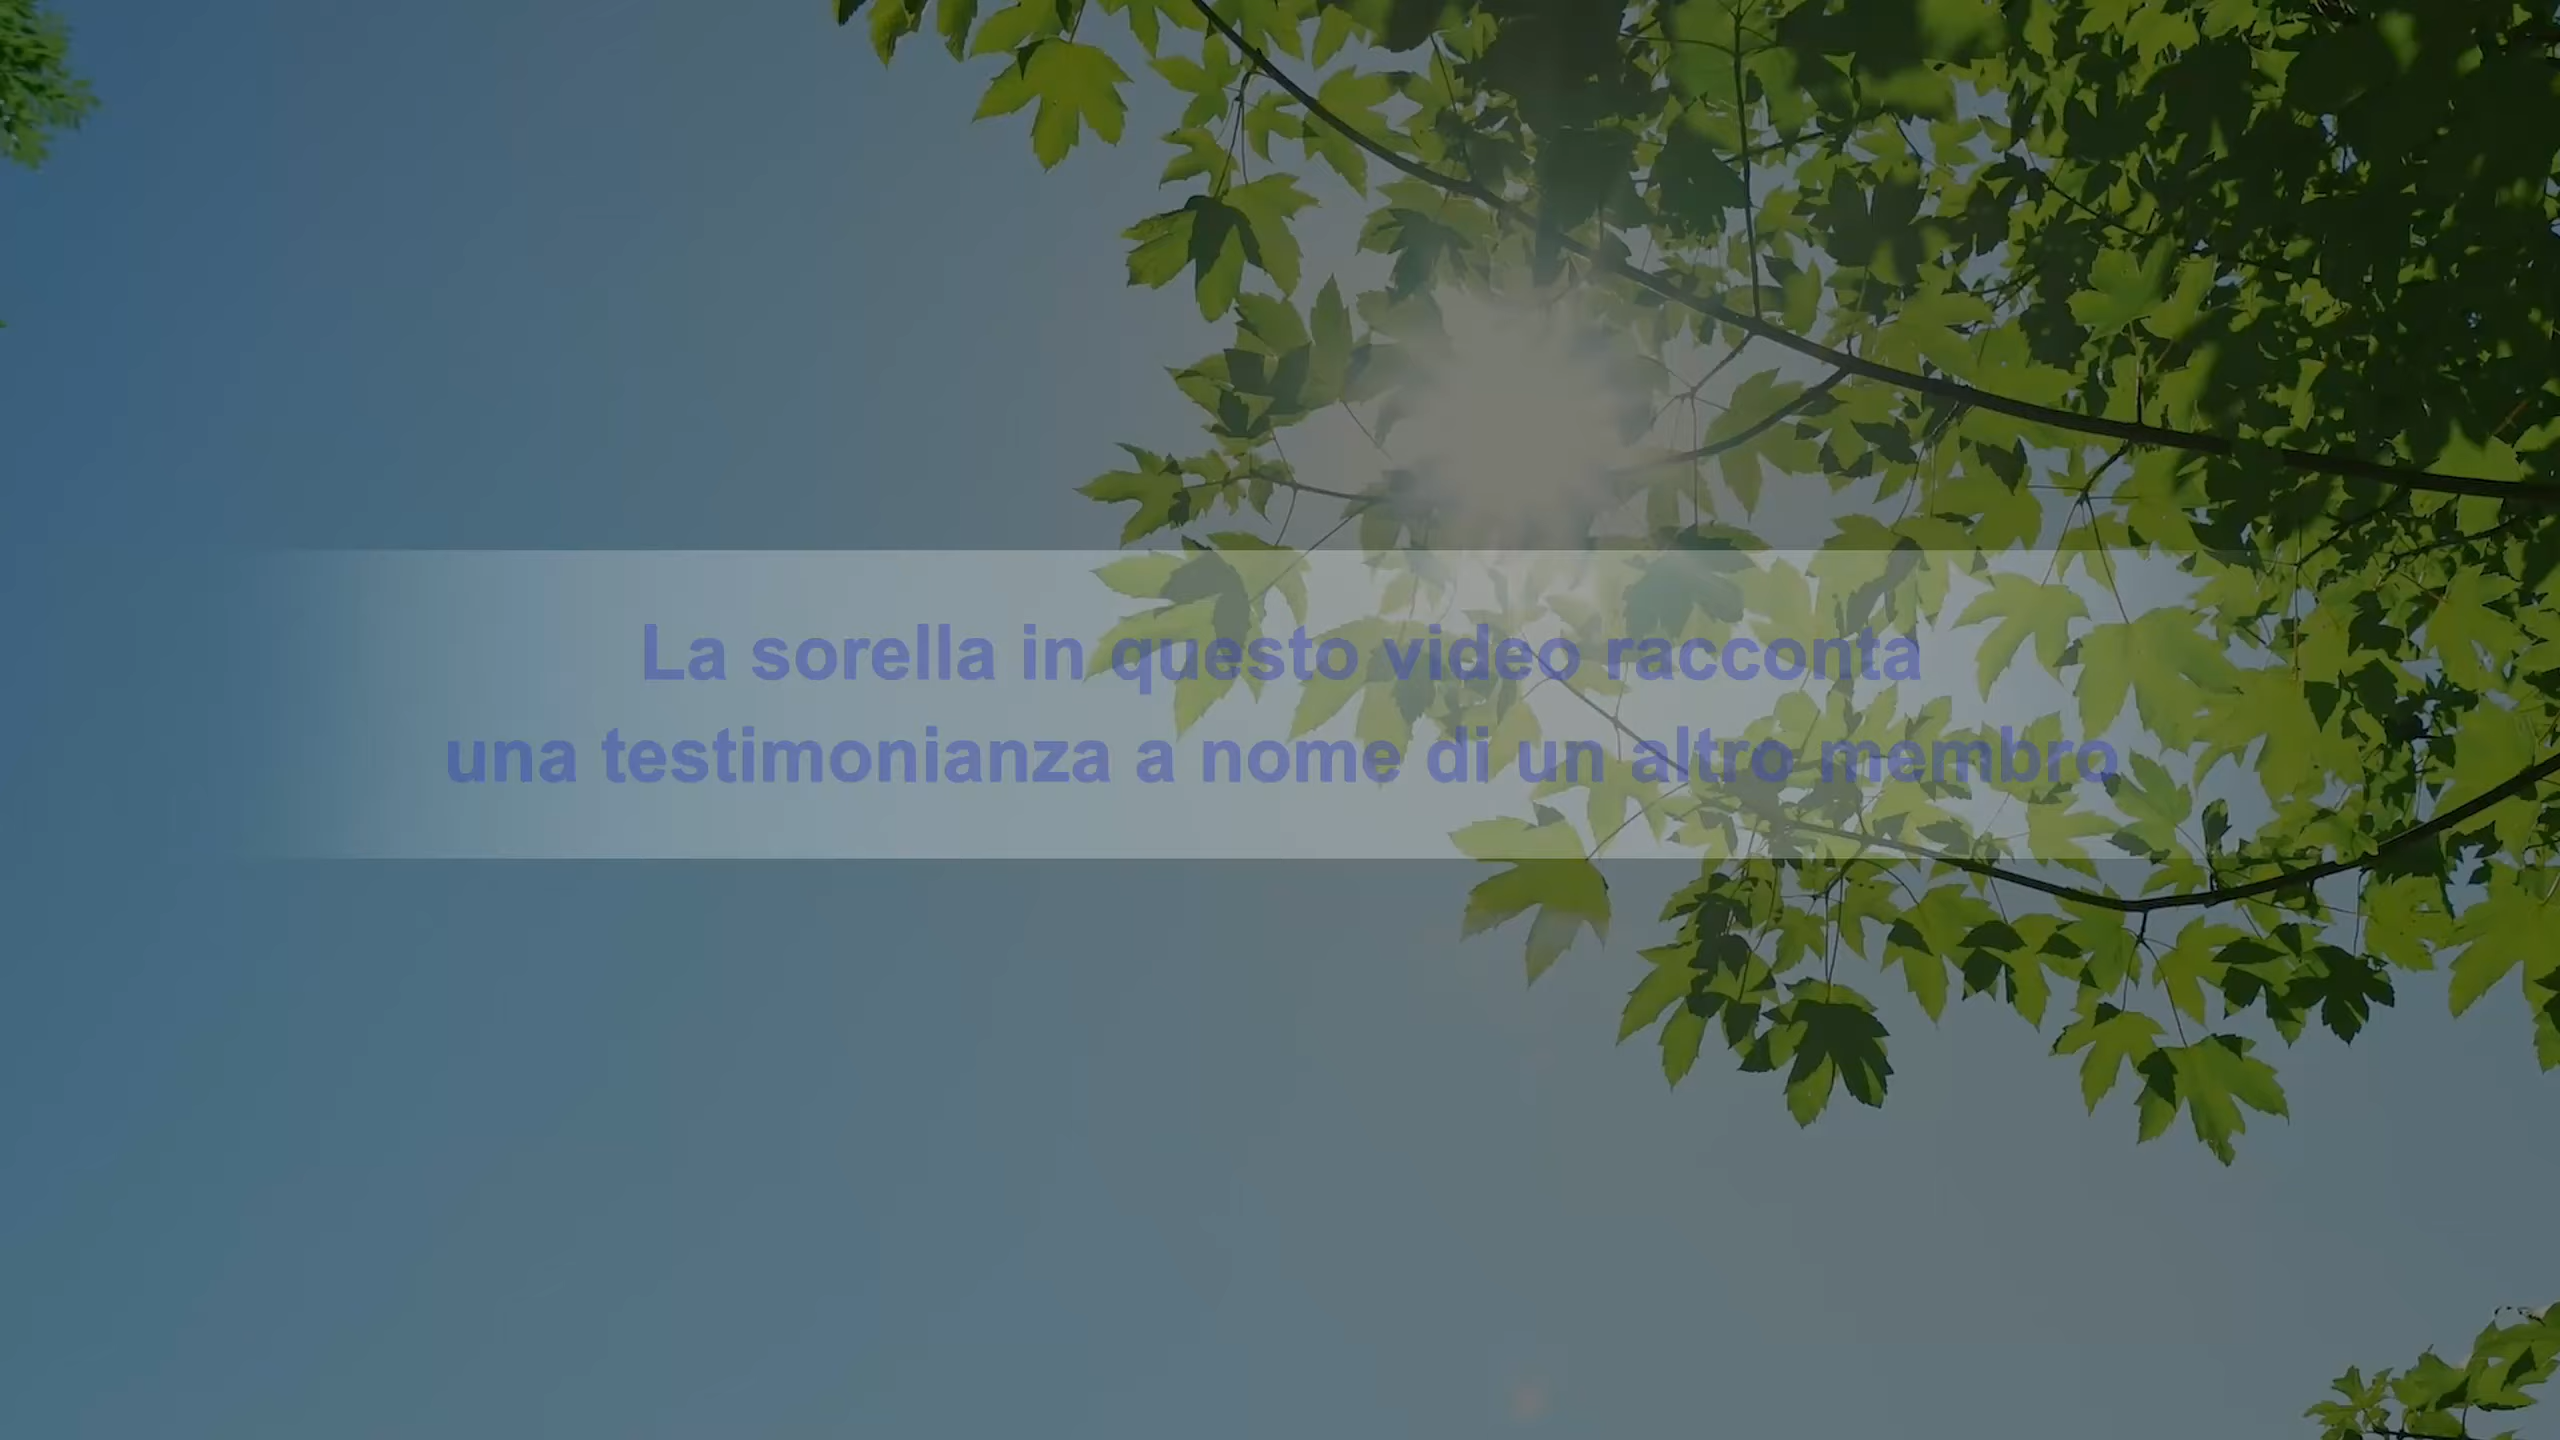 La sorella in questo video racconta
una testimonianza a nome di un altro membro